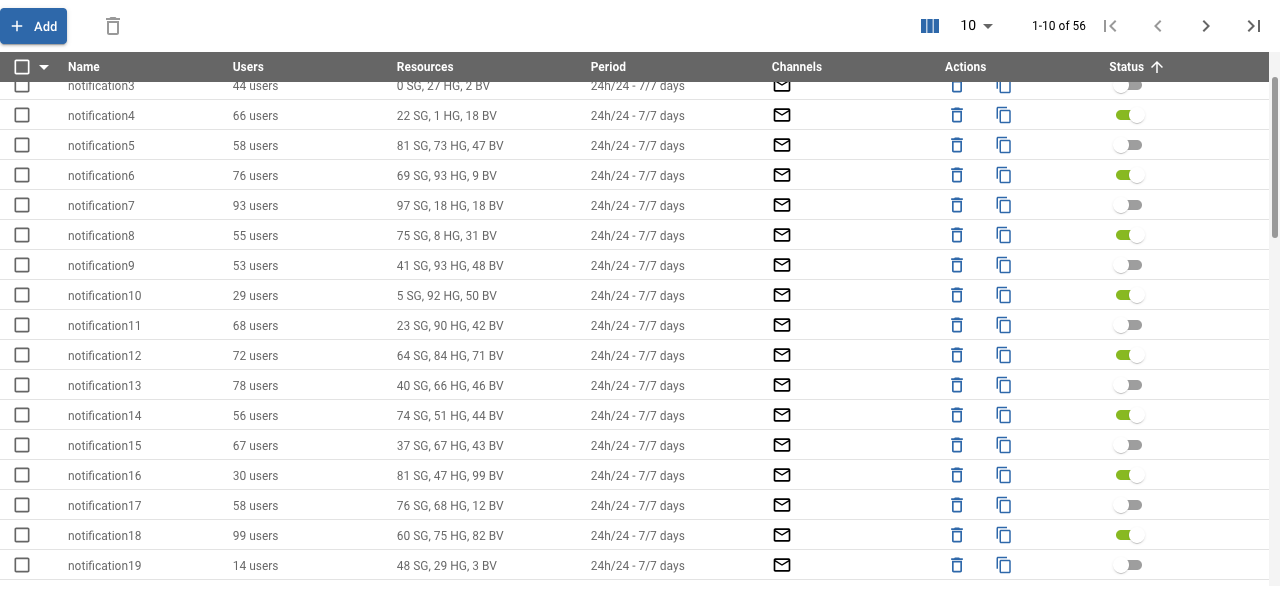 Add 10 1-10 of 56
Name Users Resources Period Channels Actions Status
notification3 44 users 0 SG, 27 HG, 2 BV 24h/24 - 7/7 days
notification4 66 users 22 SG, 1 HG, 18 BV 24h/24 - 7/7 days
notification5 58 users 81 SG, 73 HG, 47 BV 24h/24 - 7/7 days
notification6 76 users 69 SG, 93 HG, 9 BV 24h/24 - 7/7 days
notification7 93 users 97 SG, 18 HG, 18 BV 24h/24 - 7/7 days
notification8 55 users 75 SG, 8 HG, 31 BV 24h/24 - 7/7 days
notification9 53 users 41 SG, 93 HG, 48 BV 24h/24 - 7/7 days
notification10 29 users 5 SG, 92 HG, 50 BV 24h/24 - 7/7 days
notification11 68 users 23 SG, 90 HG, 42 BV 24h/24 - 7/7 days
notification12 72 users 64 SG, 84 HG, 71 BV 24h/24 - 7/7 days
notification13 78 users 40 SG, 66 HG, 46 BV 24h/24 - 7/7 days
notification14 56 users 74 SG, 51 HG, 44 BV 24h/24 - 7/7 days
notification15 67 users 37 SG, 67 HG, 43 BV 24h/24 - 7/7 days
notification16 30 users 81 SG, 47 HG, 99 BV 24h/24 - 7/7 days
notification17 58 users 76 SG, 68 HG, 12 BV 24h/24 - 7/7 days
notification18 99 users 60 SG, 75 HG, 82 BV 24h/24 - 7/7 days
notification19 14 users 48 SG, 29 HG, 3 BV 24h/24 - 7/7 days